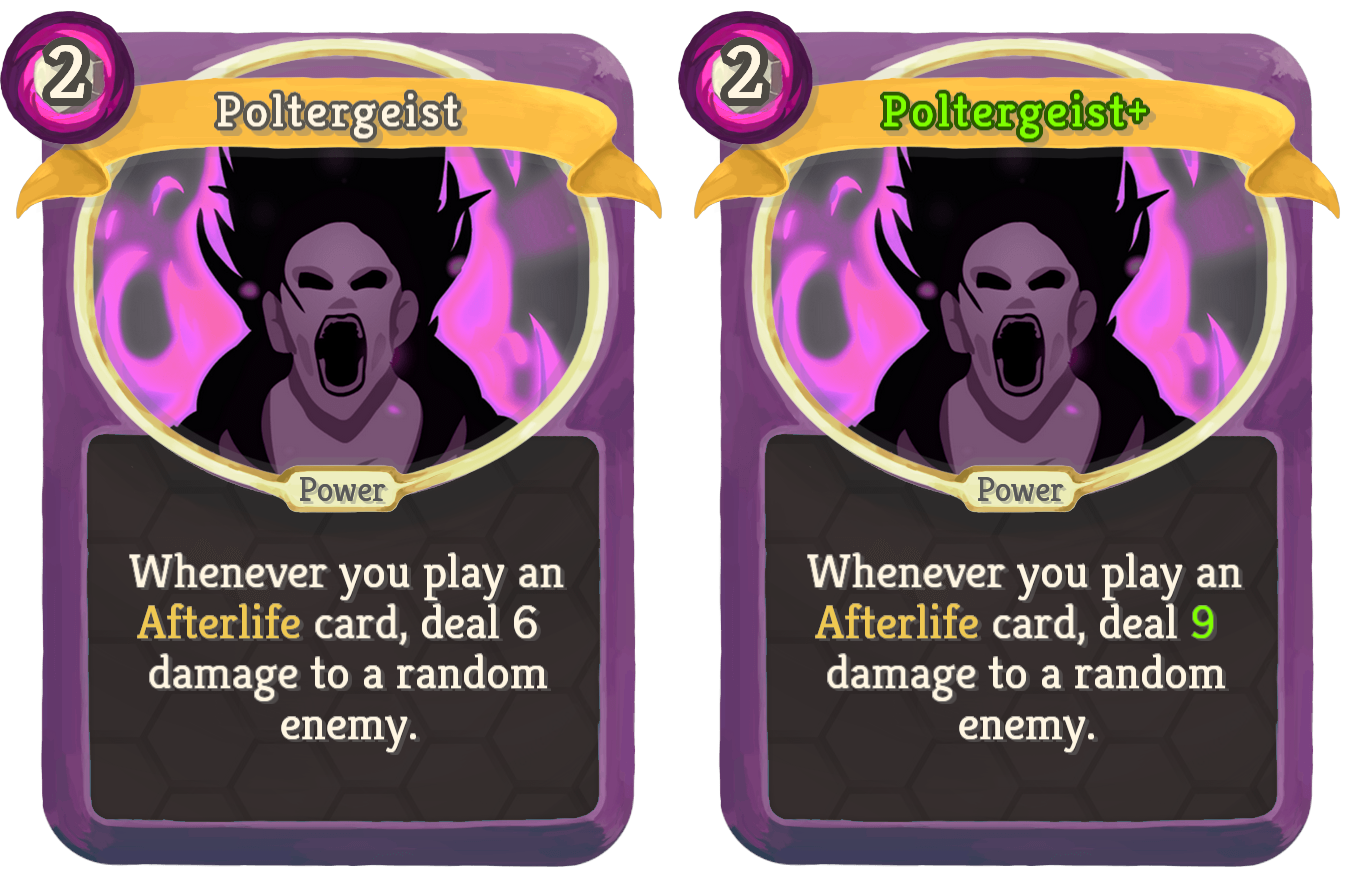 2
Poltergeist
Power
Whenever you play an
Afterlife card, deal 6
damage to a random
enemy.
2
Poltergeist+
Power
Whenever you play an
Afterlife card, deal 9
damage to a random
enemy.